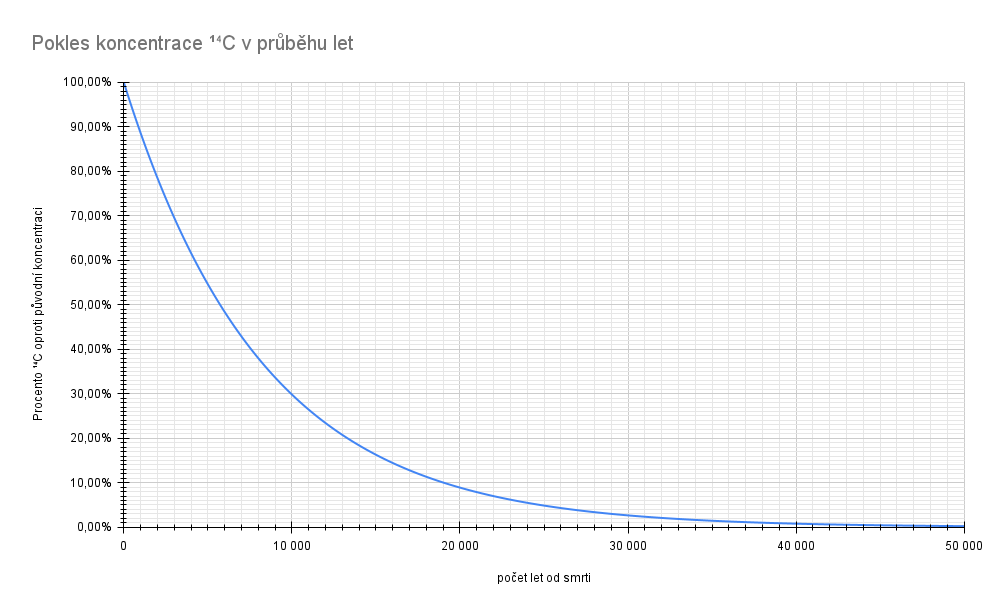 Pokles koncentrace ¹⁴C v průběhu let
Procento ¹⁴C oproti původní koncentraci
100,00%
90,00%
80,00%
70,00%
60,00%
50,00%
40,00%
30,00%
20,00%
10,00%
0,00%
0 10 000 20 000 30 000 40 000 50 000
počet let od smrti